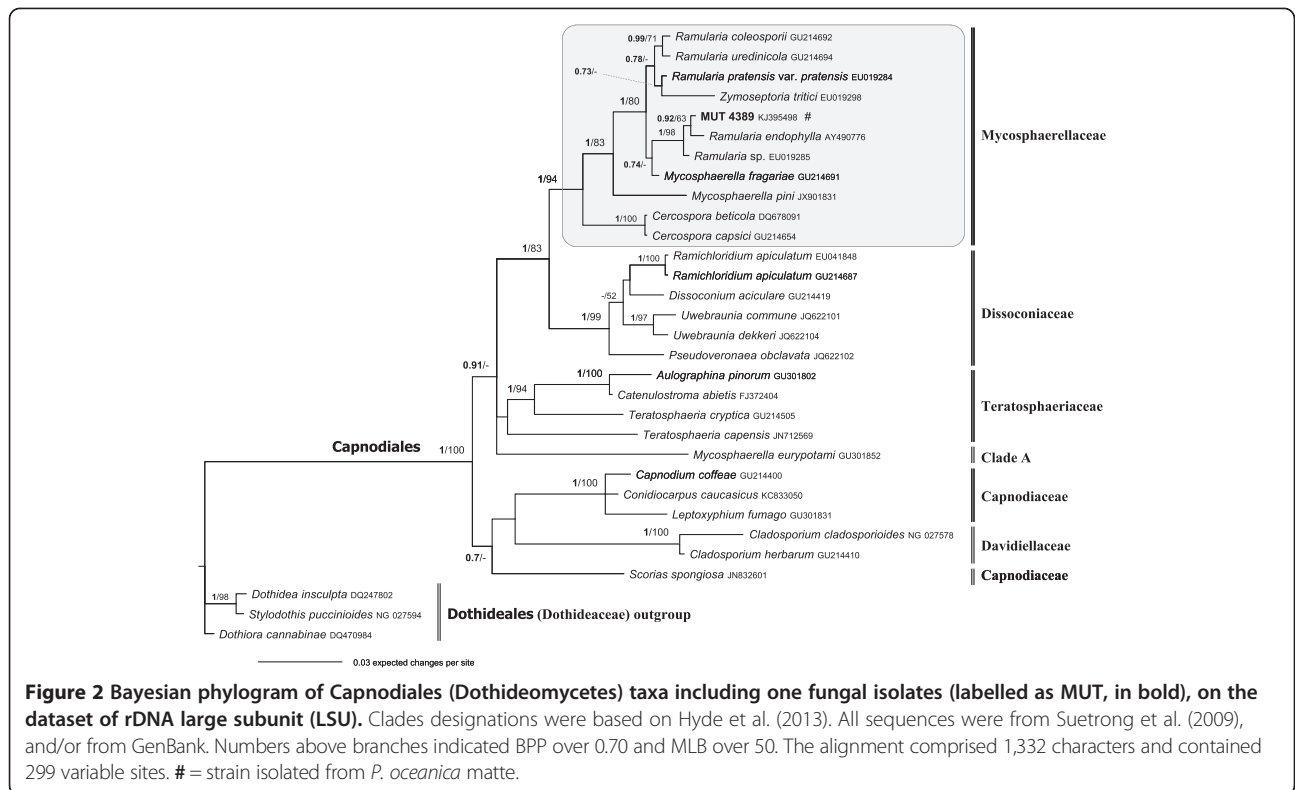 0.99/71
Ramularia coleosporii GU214692
0.78/-
Ramularia uredinicola GU214694
0.73/-
Ramularia pratensis var. pratensis EU019284
Zymoseptoria tritici EU019298
1/80
0.92/63
MUT 4389 KJ395498 #
1/98
Ramularia endophylla AY490776
Mycosphaerellaceae
1/83
Ramularia sp. EU019285
0.74/-
Mycosphaerella fragariae GU214691
1/94
Mycosphaerella pini JX901831
1/100
Cercospora beticola DQ678091
Cercospora capsici GU214654
1/83
1/100
Ramichloridium apiculatum EU041848
Ramichloridium apiculatum GU214687
-/52
Dissoconium aciculare GU214419
Dissoconiaceae
1/99
1/97
Uwebraunia commune JQ622101
Uwebraunia dekkeri JQ622104
Pseudoveronaea obclavata JQ622102
0.91/-
1/100
Aulographina pinorum GU301802
1/94
Catenulostroma abietis FJ372404
Teratosphaeriaceae
Teratosphaeria cryptica GU214505
Teratosphaeria capensis JN712569
Capnodiales
1/100
Mycosphaerella eurypotami GU301852
Clade A
1/100
Capnodium coffeae GU214400
Conidiocarpus caucasicus KC833050
Capnodiaceae
Leptoxyphium fumago GU301831
1/100
Cladosporium cladosporioides NG 027578
Davidiellaceae
Cladosporium herbarum GU214410
0.7/-
Scorias spongiosa JN832601
Capnodiaceae
1/98
Dothidea insculpta DQ247802
Stylodothis puccinioides NG 027594
Dothideales (Dothideaceae) outgroup
Dothiora cannabinae DQ470984
0.03 expected changes per site
Figure 2 Bayesian phylogram of Capnodiales (Dothideomycetes) taxa including one fungal isolates (labelled as MUT, in bold), on the
dataset of rDNA large subunit (LSU). Clades designations were based on Hyde et al. (2013). All sequences were from Suetrong et al. (2009),
and/or from GenBank. Numbers above branches indicated BPP over 0.70 and MLB over 50. The alignment comprised 1,332 characters and contained
299 variable sites. # = strain isolated from P. oceanica matte.